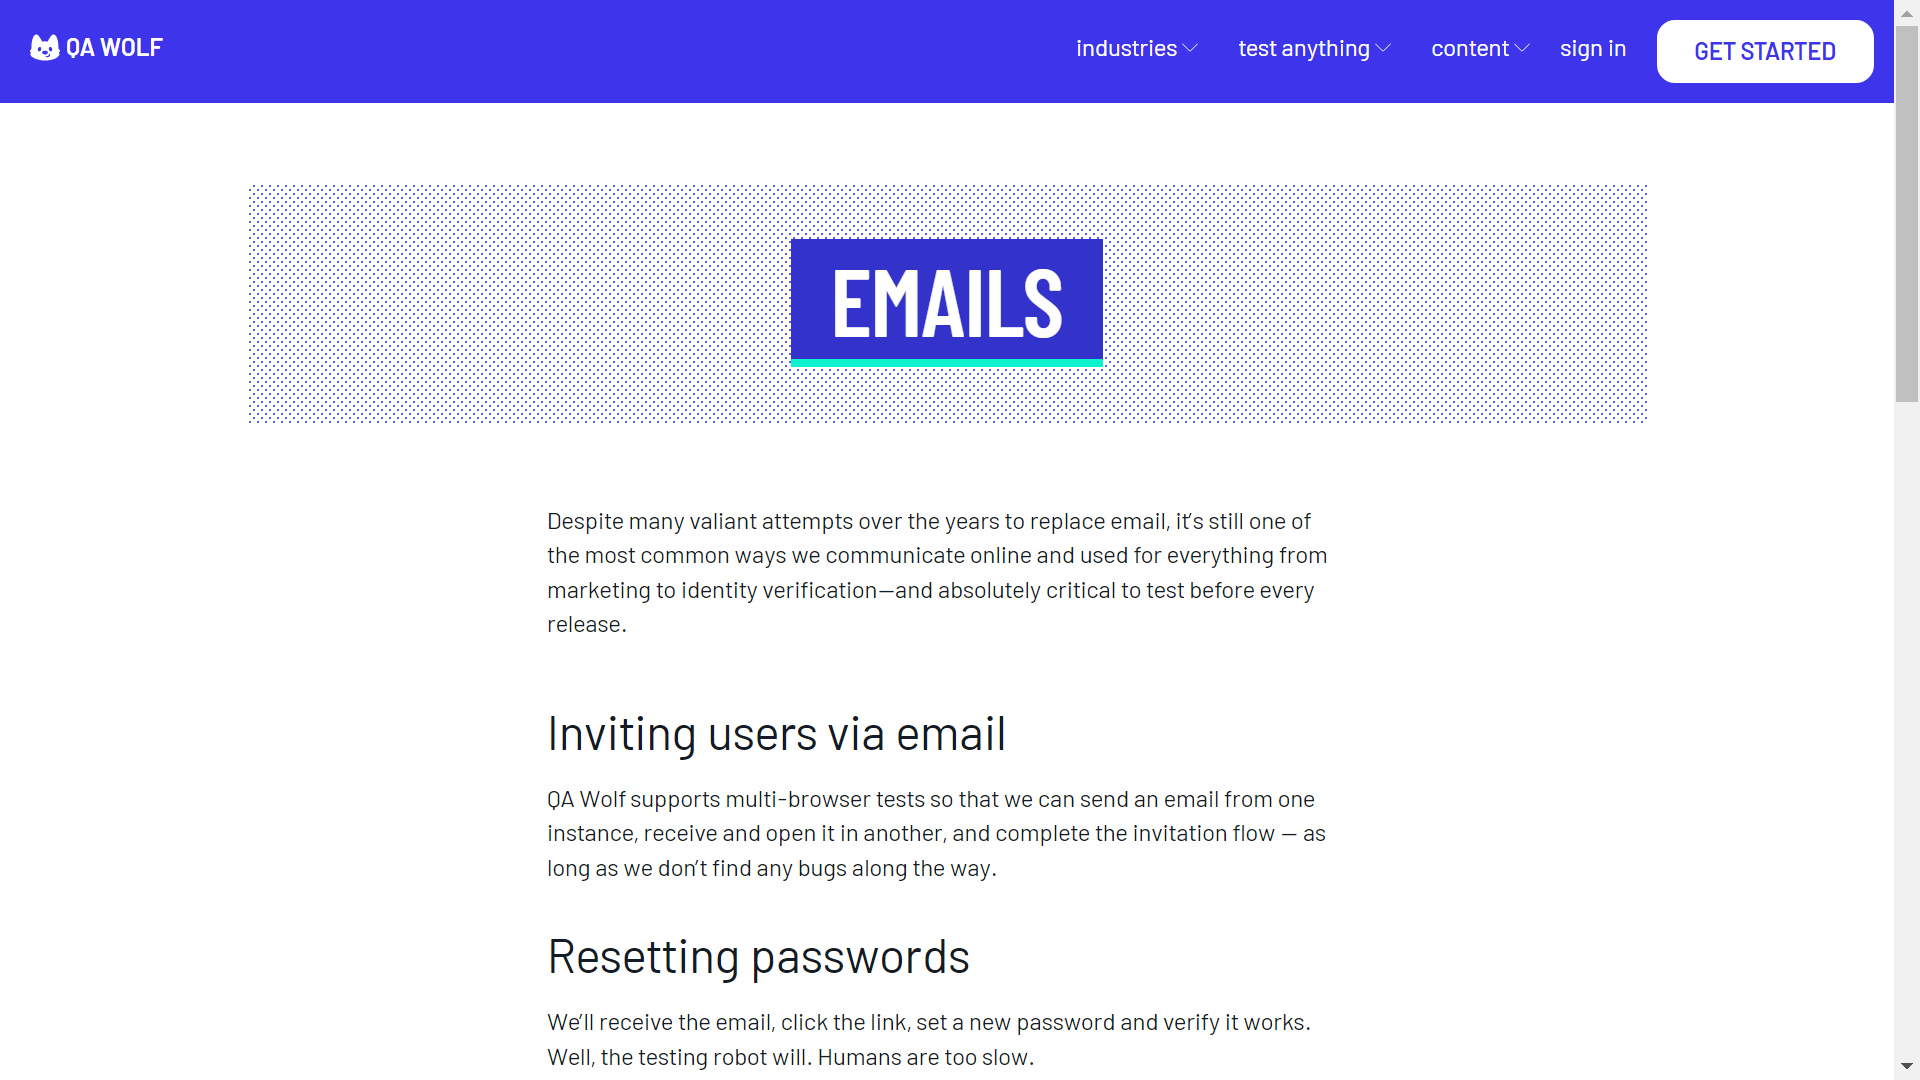 QA WOLF
industries
test anything
content
sign in
GET STARTED
EMAILS
Despite many valiant attempts over the years to replace email, it’s still one of
the most common ways we communicate online and used for everything from
marketing to identity verification—and absolutely critical to test before every
release.
Inviting users via email
QA Wolf supports multi-browser tests so that we can send an email from one
instance, receive and open it in another, and complete the invitation flow — as
long as we don’t find any bugs along the way.
Resetting passwords
We’ll receive the email, click the link, set a new password and verify it works.
Well, the testing robot will. Humans are too slow.